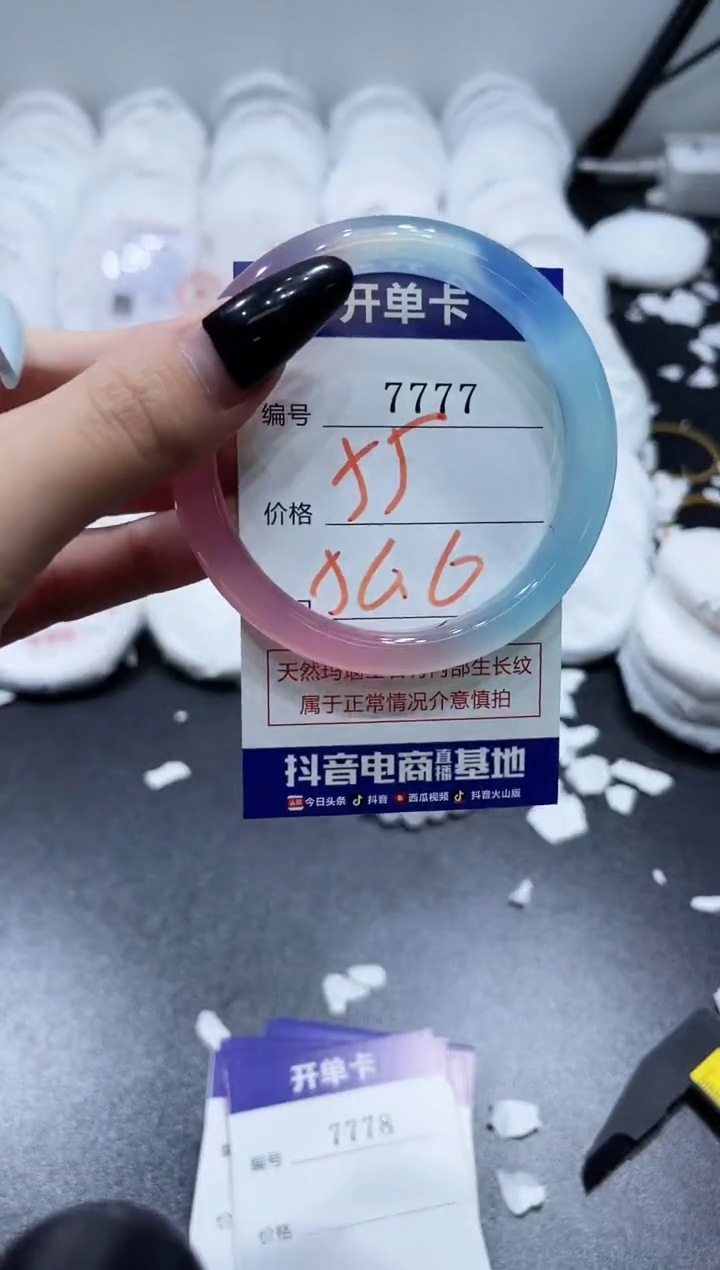 开单卡
编号 7777
价格
天然玛瑙 内部生长纹
属于正常情况介意慎拍
抖音电商直播基地
头条 今日头条 抖音 西瓜视频 抖音火山版
开单卡
编号 7778
价格